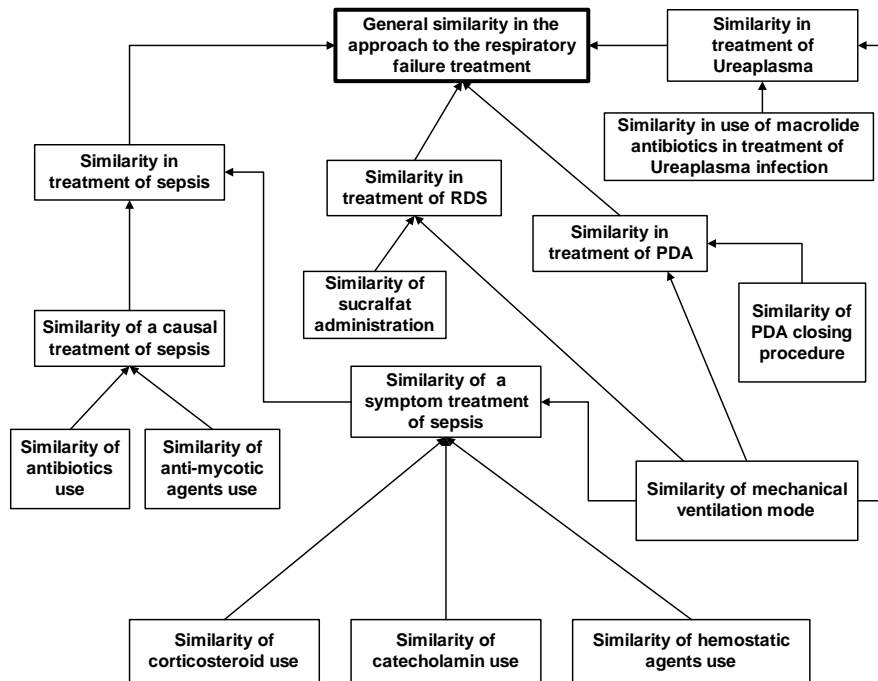 General similarity in the
approach to the respiratory
failure treatment
Similarity in
treatment of
Ureaplasma
Similarity in use of macrolide
antibiotics in treatment of
Ureaplasma infection
Similarity in
treatment of sepsis
Similarity in
treatment of RDS
Similarity in
treatment of PDA
Similarity of
sucralfat
administration
Similarity of
PDA closing
procedure
Similarity of a causal
treatment of sepsis
Similarity of  a
symptom treatment
of sepsis
Similarity of
antibiotics
use
Similarity of
anti-mycotic
agents use
Similarity of mechanical
ventilation mode
Similarity of
corticosteroid use
Similarity of
catecholamin use
Similarity of hemostatic
agents use